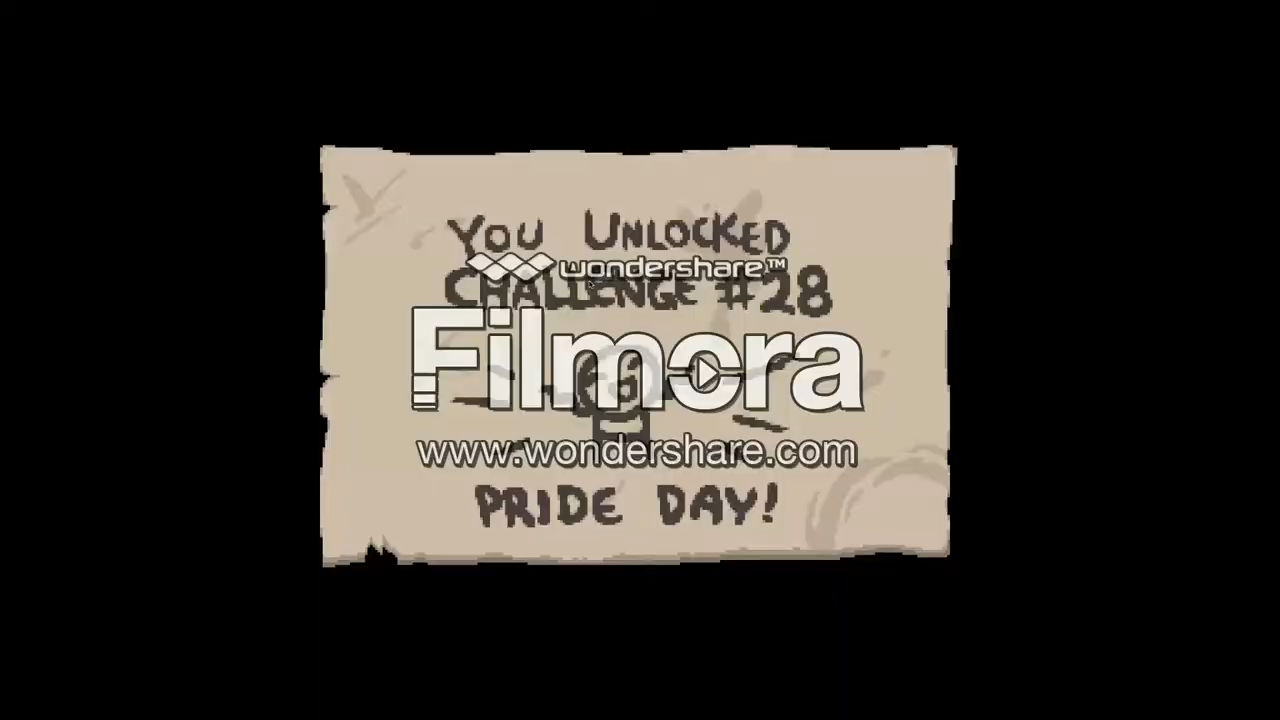 YOU UNLOCKED
wondershare™
CHALLENGE #28
Filmora
www.wondershare.com
PRIDE DAY!